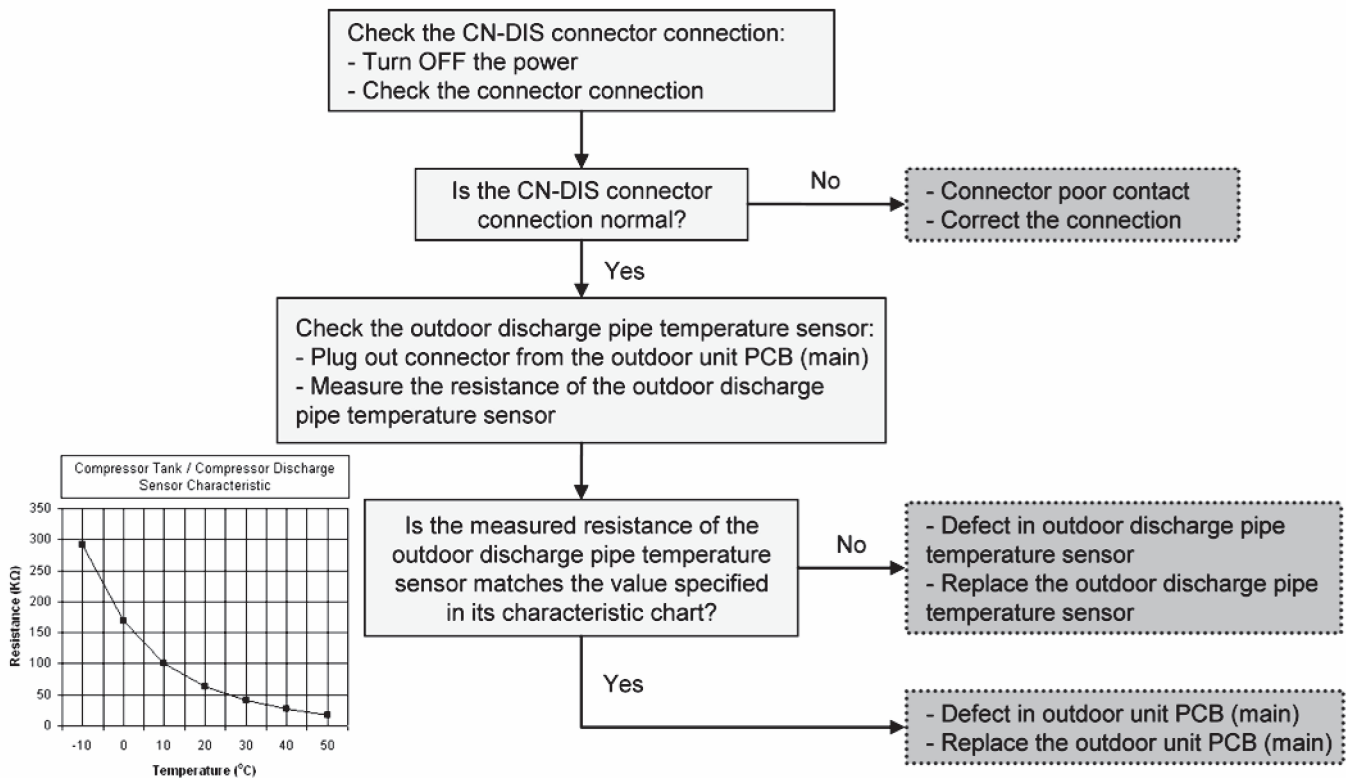 Check the CN-DIS connector connection:
- Turn OFF the power
- Check the connector connection
Is the CN-DIS connector
connection normal?
No
- Connector poor contact
- Correct the connection
Yes
Check the outdoor discharge pipe temperature sensor:
- Plug out connector from the outdoor unit PCB (main)
- Measure the resistance of the outdoor discharge
pipe temperature sensor
Compressor Tank / Compressor Discharge
Sensor Characteristic
Resistance (KΩ)
350
300
250
200
150
100
50
0
-10 0 10 20 30 40 50
Temperature (°C)
Is the measured resistance of the
outdoor discharge pipe temperature
sensor matches the value specified
in its characteristic chart?
No
- Defect in outdoor discharge pipe
temperature sensor
- Replace the outdoor discharge pipe
temperature sensor
Yes
- Defect in outdoor unit PCB (main)
- Replace the outdoor unit PCB (main)